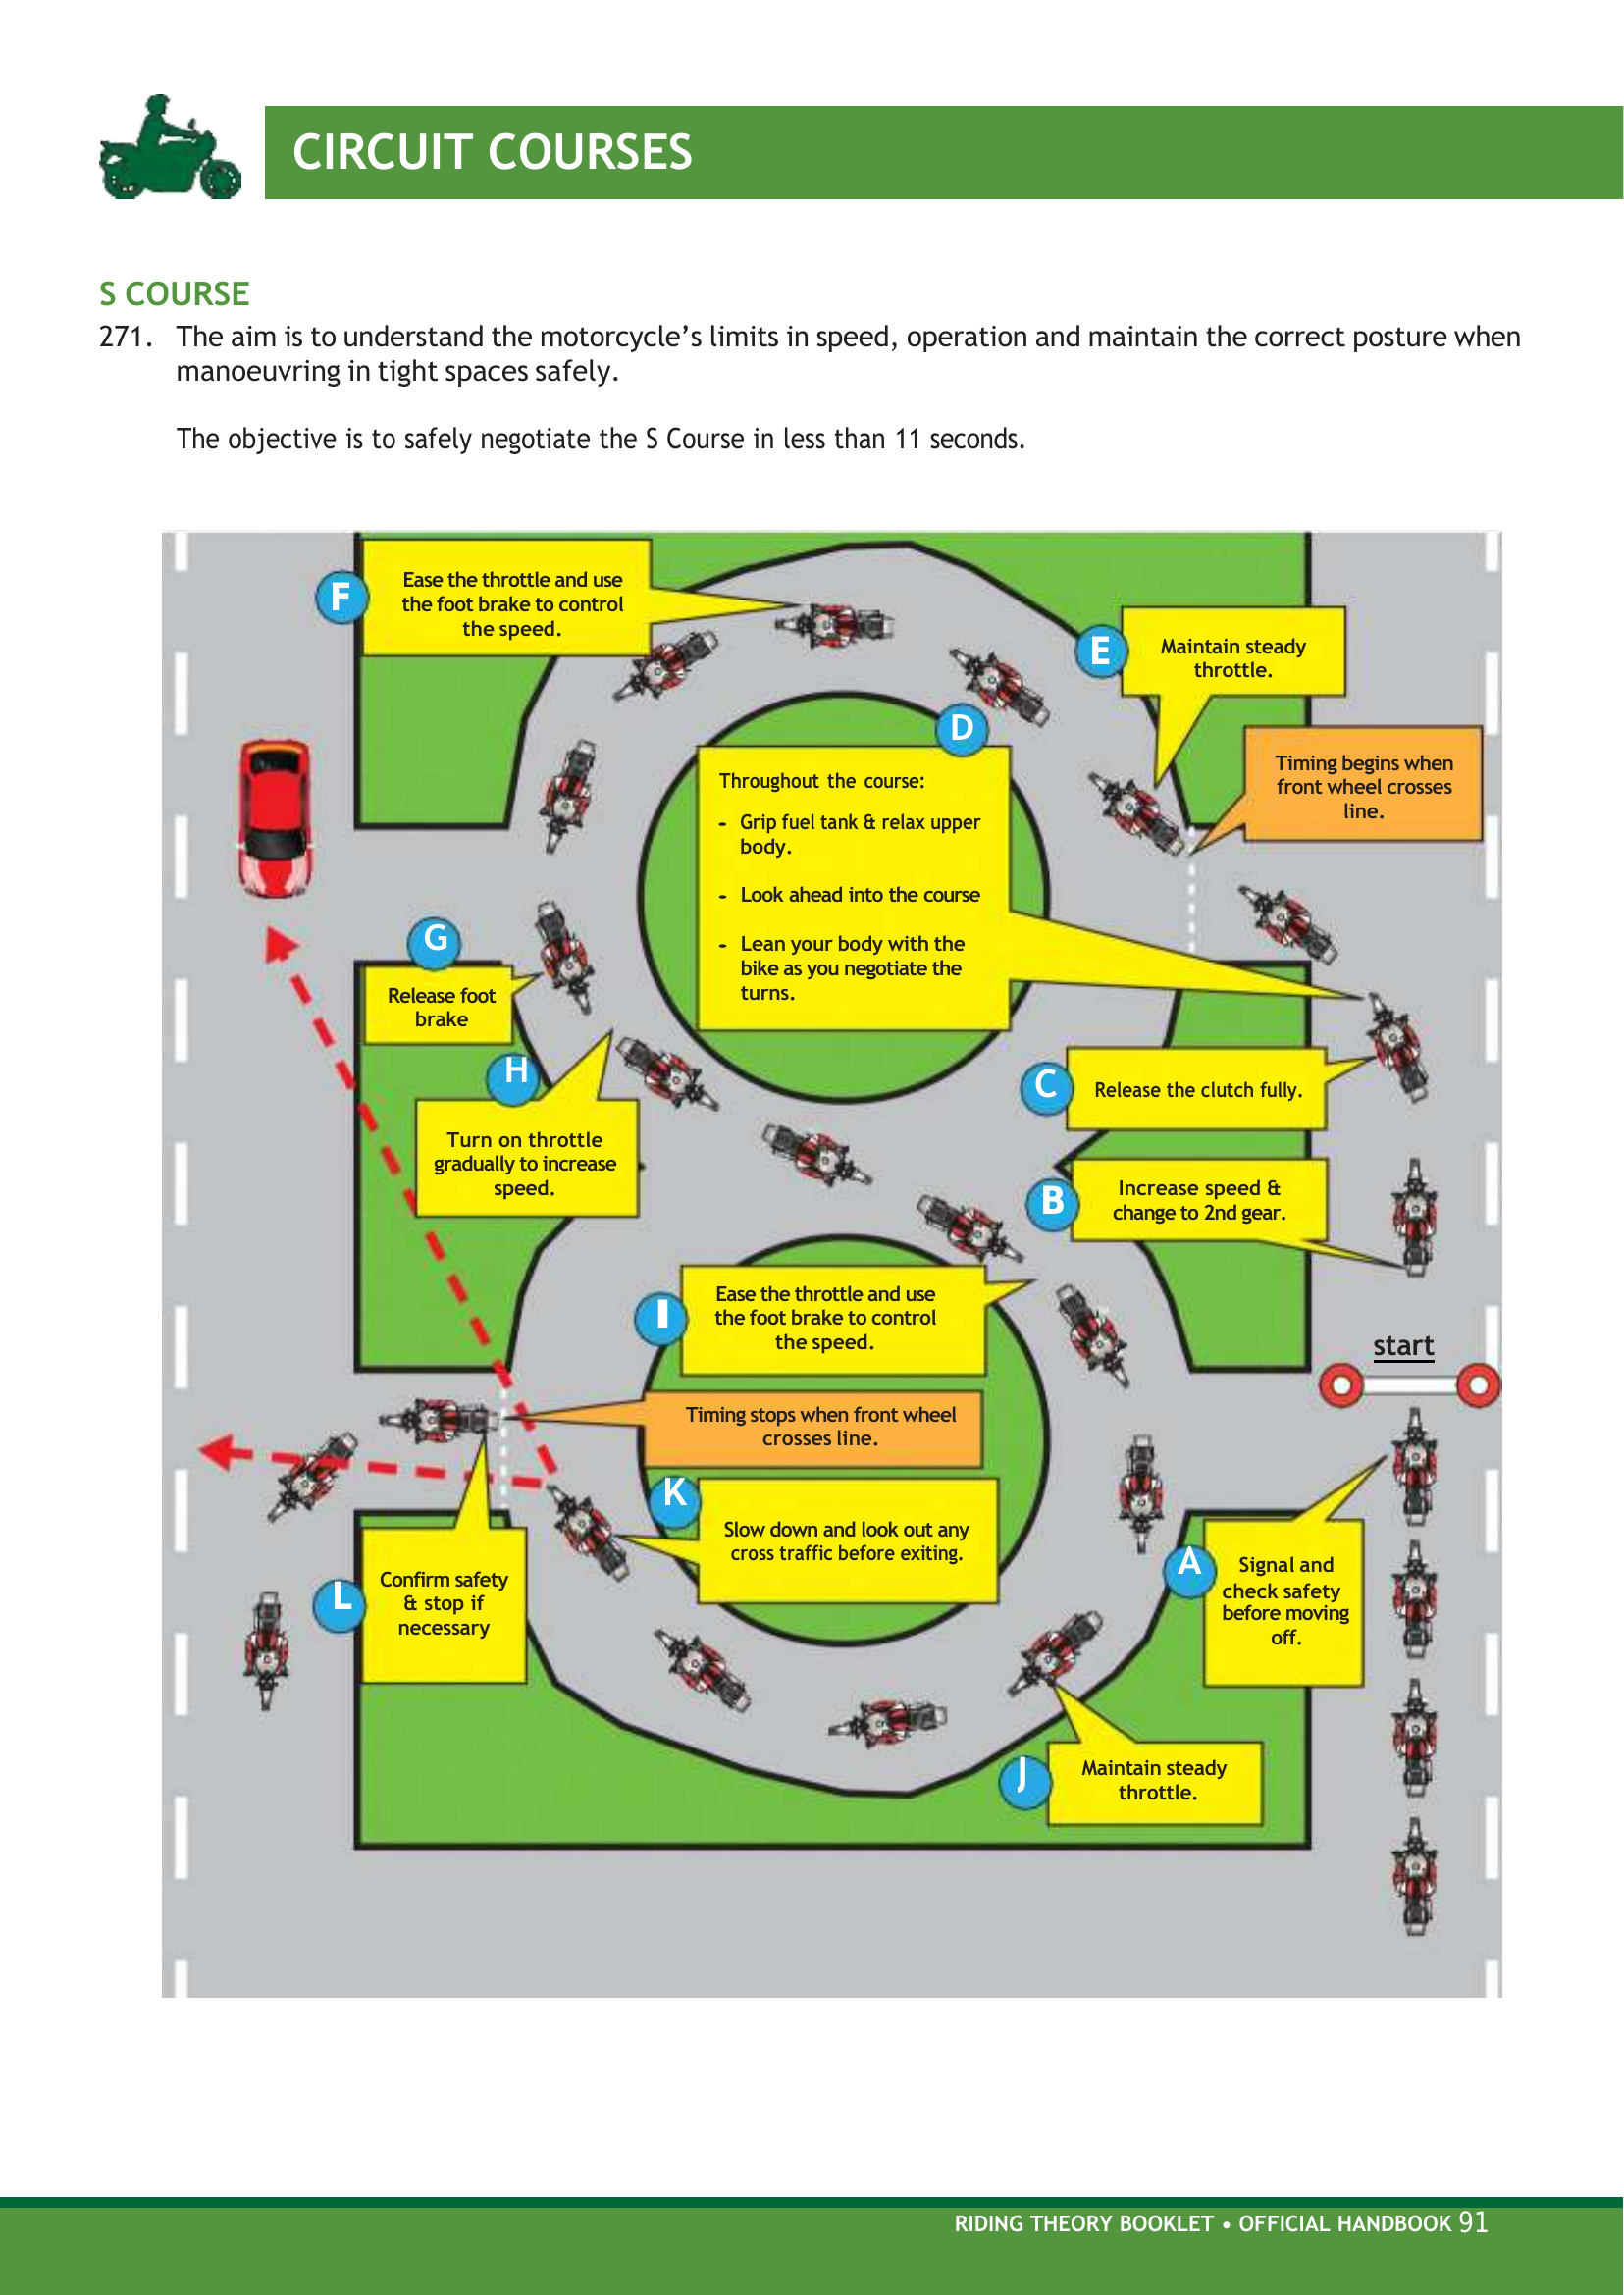 CIRCUIT COURSES
S COURSE
271. The aim is to understand the motorcycle’s limits in speed, operation and maintain the correct posture when
manoeuvring in tight spaces safely.
The objective is to safely negotiate the S Course in less than 11 seconds.
F
Ease the throttle and use
the foot brake to control
the speed.
E
Maintain steady
throttle.
D
Throughout the course:
- Grip fuel tank & relax upper
body.
- Look ahead into the course
- Lean your body with the
bike as you negotiate the
turns.
Timing begins when
front wheel crosses
line.
G
Release foot
brake
H
Turn on throttle
gradually to increase
speed.
C
Release the clutch fully.
B
Increase speed &
change to 2nd gear.
I
Ease the throttle and use
the foot brake to control
the speed.
start
Timing stops when front wheel
crosses line.
K
Slow down and look out any
cross traffic before exiting.
A
Signal and
check safety
before moving
off.
L
Confirm safety
& stop if
necessary
J
Maintain steady
throttle.
RIDING THEORY BOOKLET • OFFICIAL HANDBOOK 91